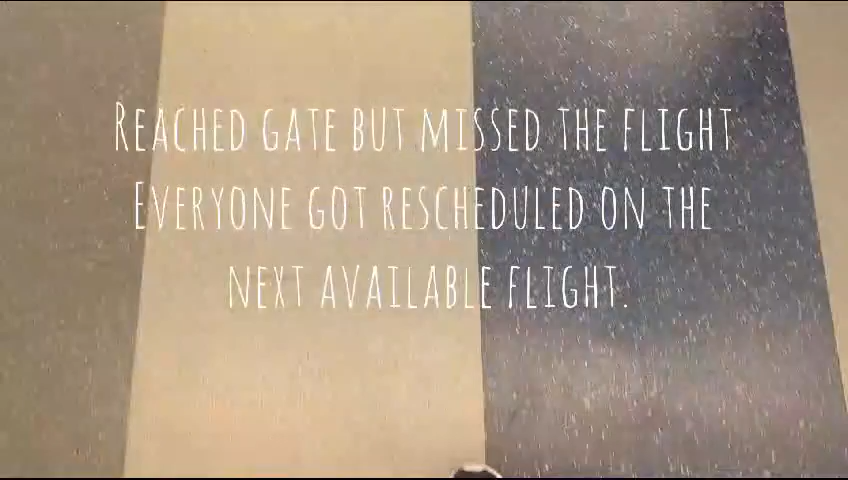 REACHED GATE BUT MISSED THE FLIGHT
EVERYONE GOT RESCHEDULED ON THE
NEXT AVAILABLE FLIGHT.